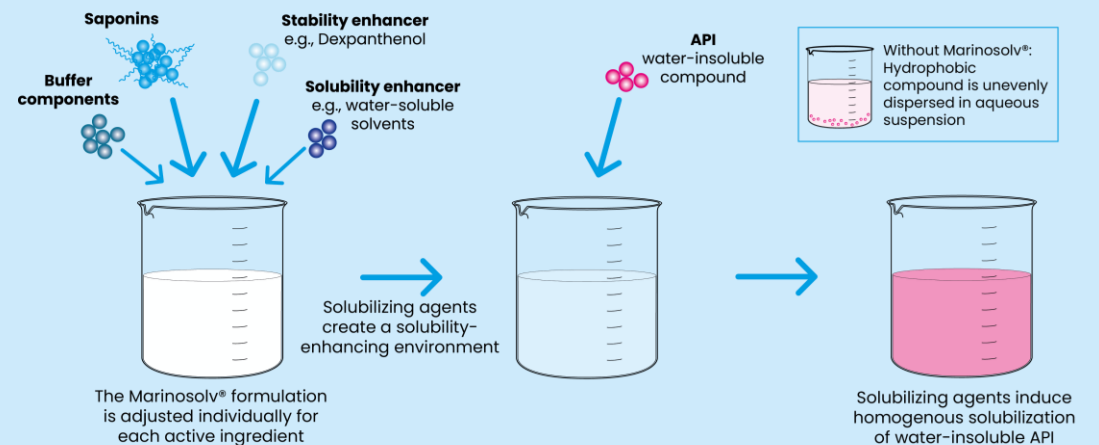 Saponins
Stability enhancer
e.g., Dexpanthenol
Buffer
components
Solubility enhancer
e.g., water-soluble
solvents
API
water-insoluble
compound
Without Marinosolv®:
Hydrophobic
compound is unevenly
dispersed in aqueous
suspension
Solubilizing agents
create a solubility-
enhancing environment
The Marinosolv® formulation
is adjusted individually for
each active ingredient
Solubilizing agents induce
homogenous solubilization
of water-insoluble API